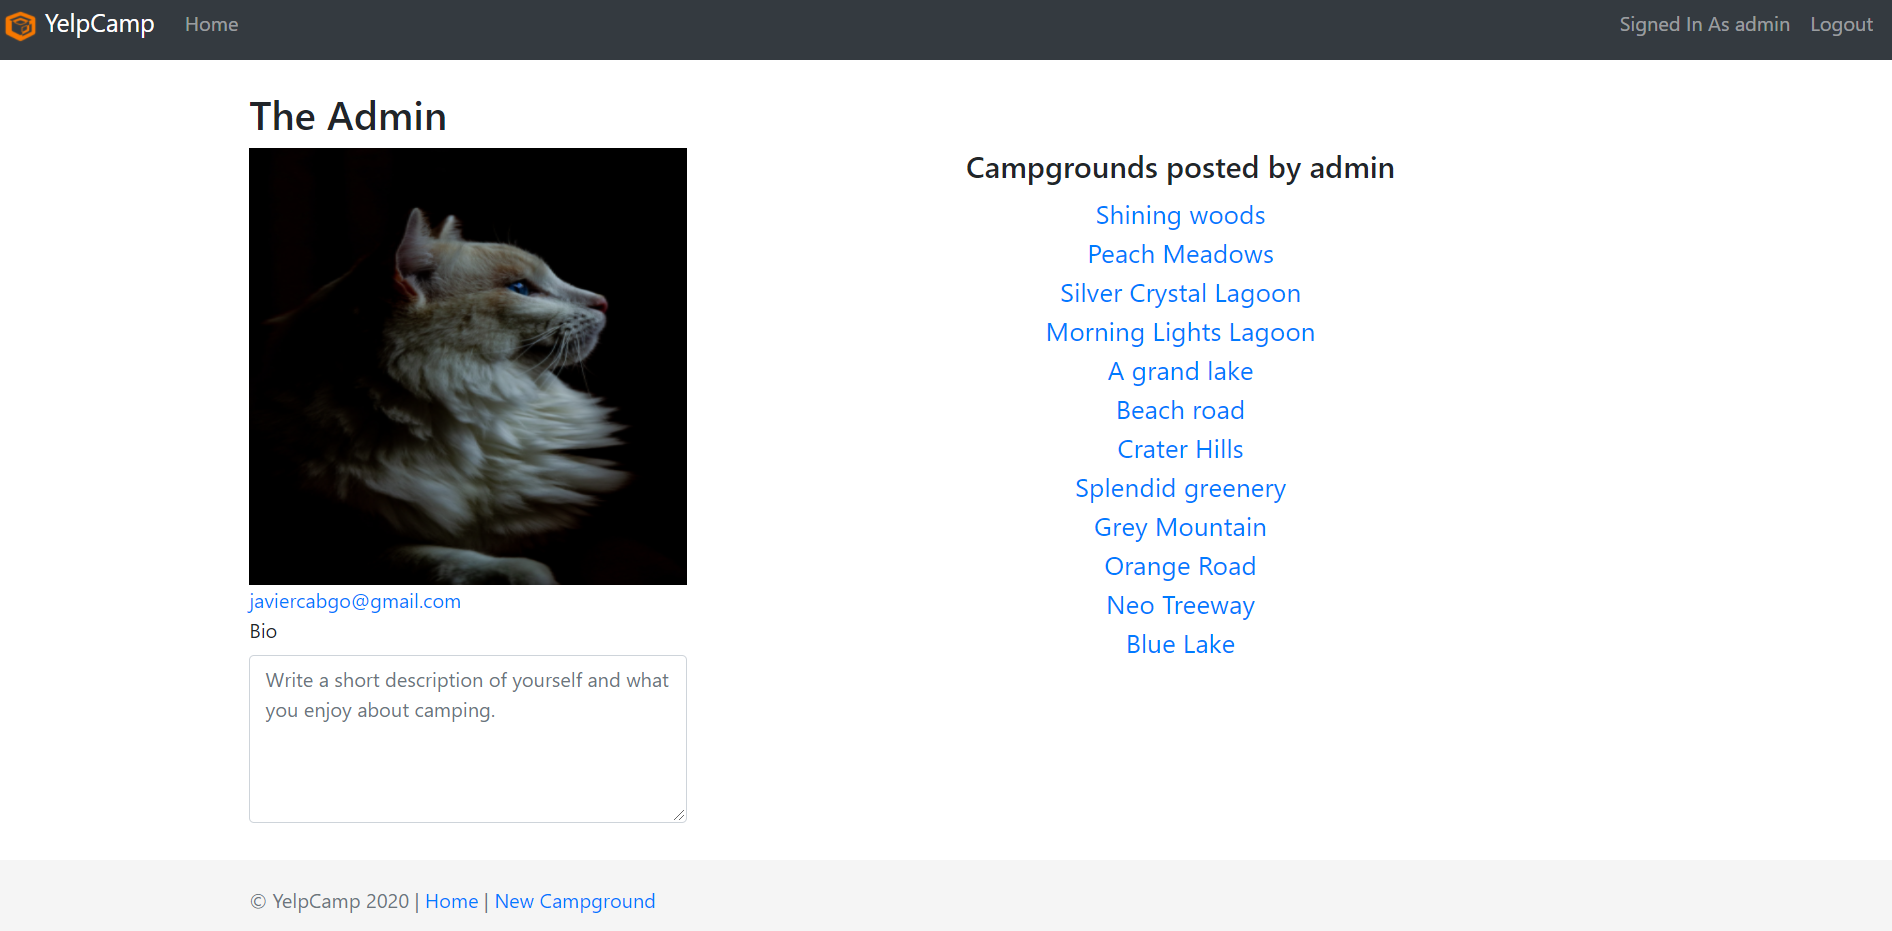 YelpCamp Home Signed In As admin Logout
The Admin
Campgrounds posted by admin
Shining woods
Peach Meadows
Silver Crystal Lagoon
Morning Lights Lagoon
A grand lake
Beach road
Crater Hills
Splendid greenery
Grey Mountain
Orange Road
Neo Treeway
Blue Lake
javiercabgo@gmail.com
Bio
Write a short description of yourself and what
you enjoy about camping.
© YelpCamp 2020 | Home | New Campground